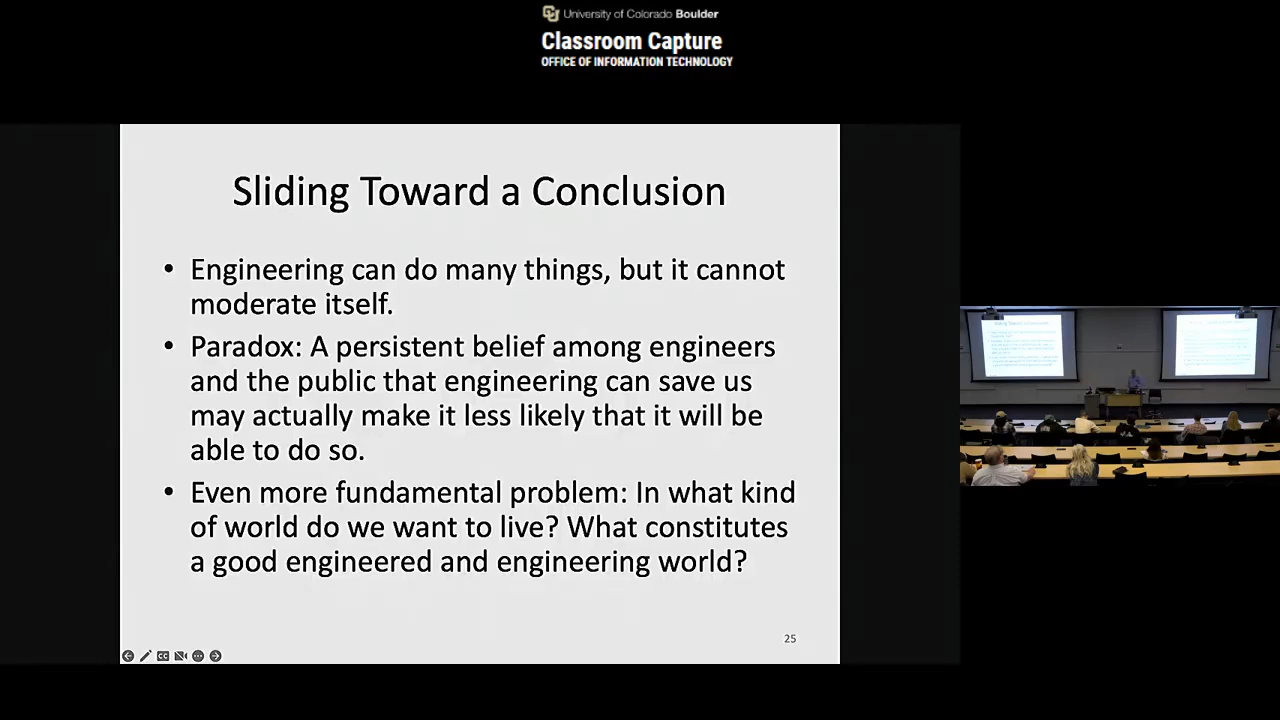 University of Colorado Boulder
Classroom Capture
OFFICE OF INFORMATION TECHNOLOGY
Sliding Toward a Conclusion
• Engineering can do many things, but it cannot
moderate itself.
• Paradox: A persistent belief among engineers
and the public that engineering can save us
may actually make it less likely that it will be
able to do so.
• Even more fundamental problem: In what kind
of world do we want to live? What constitutes
a good engineered and engineering world?
25